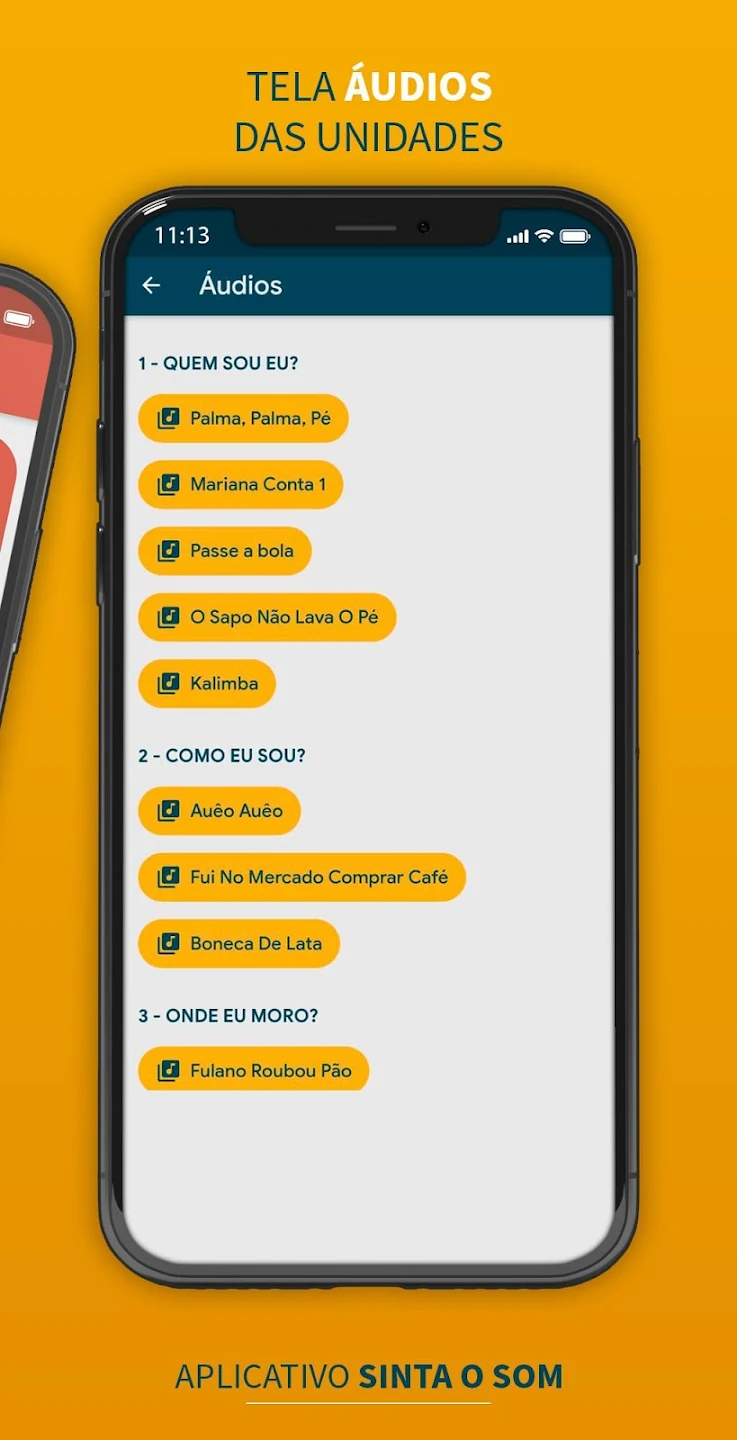 TELA ÁUDIOS
DAS UNIDADES
11:13
Áudios
1 - QUEM SOU EU?
Palma, Palma, Pé
Mariana Conta 1
Passe a bola
O Sapo Não Lava O Pé
Kalimba
2 - COMO EU SOU?
Auêo Auêo
Fui No Mercado Comprar Café
Boneca De Lata
3 - ONDE EU MORO?
Fulano Roubou Pão
APLICATIVO SINTA O SOM